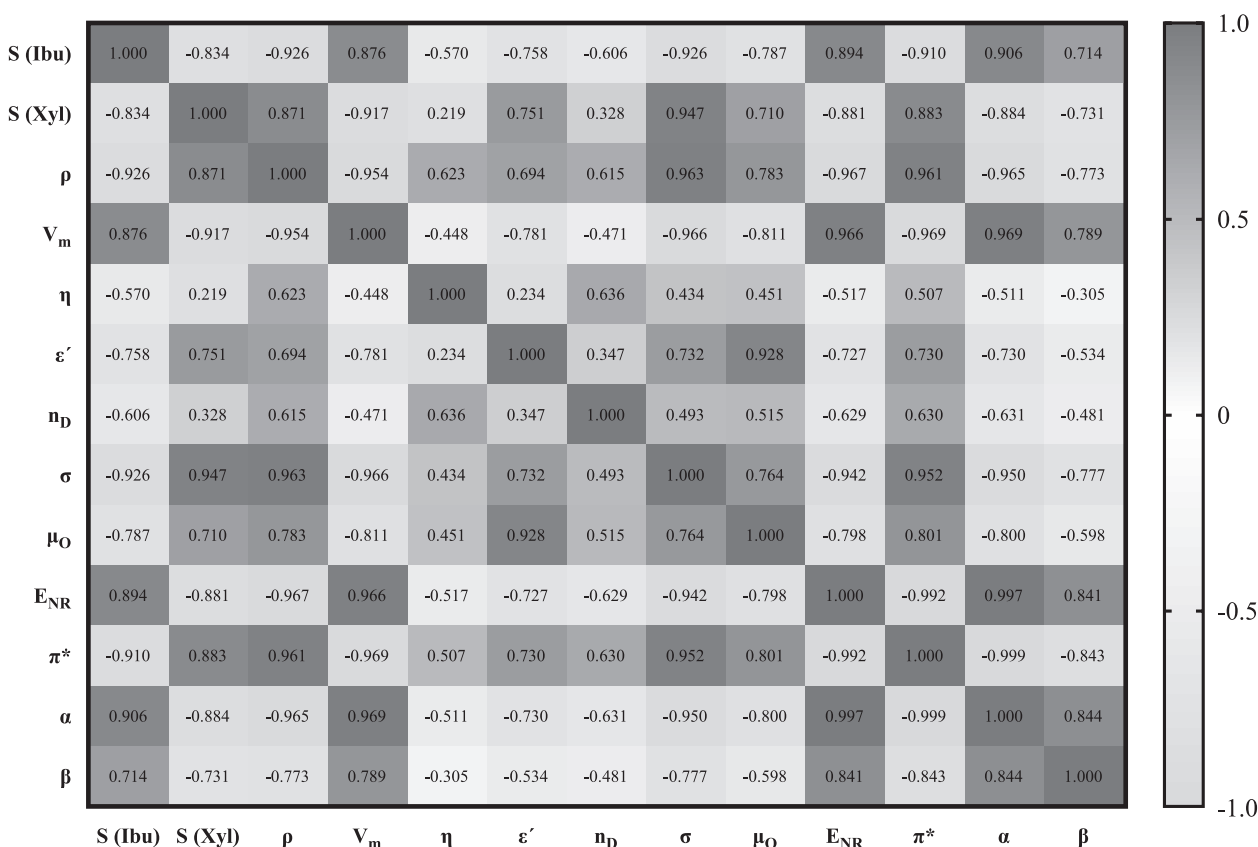 S (Ibu) 1.000 -0.834 -0.926 0.876 -0.570 -0.758 -0.606 -0.926 -0.787 0.894 -0.910 0.906 0.714 1.0
S (Xyl) -0.834 1.000 0.871 -0.917 0.219 0.751 0.328 0.947 0.710 -0.881 0.883 -0.884 -0.731
ρ -0.926 0.871 1.000 -0.954 0.623 0.694 0.615 0.963 0.783 -0.967 0.961 -0.965 -0.773
Vm 0.876 -0.917 -0.954 1.000 -0.448 -0.781 -0.471 -0.966 -0.811 0.966 -0.969 0.969 0.789 0.5
η -0.570 0.219 0.623 -0.448 1.000 0.234 0.636 0.434 0.451 -0.517 0.507 -0.511 -0.305
ε´ -0.758 0.751 0.694 -0.781 0.234 1.000 0.347 0.732 0.928 -0.727 0.730 -0.730 -0.534
nD -0.606 0.328 0.615 -0.471 0.636 0.347 1.000 0.493 0.515 -0.629 0.630 -0.631 -0.481 0
σ -0.926 0.947 0.963 -0.966 0.434 0.732 0.493 1.000 0.764 -0.942 0.952 -0.950 -0.777
μO -0.787 0.710 0.783 -0.811 0.451 0.928 0.515 0.764 1.000 -0.798 0.801 -0.800 -0.598
ENR 0.894 -0.881 -0.967 0.966 -0.517 -0.727 -0.629 -0.942 -0.798 1.000 -0.992 0.997 0.841 -0.5
π* -0.910 0.883 0.961 -0.969 0.507 0.730 0.630 0.952 0.801 -0.992 1.000 -0.999 -0.843
α 0.906 -0.884 -0.965 0.969 -0.511 -0.730 -0.631 -0.950 -0.800 0.997 -0.999 1.000 0.844
β 0.714 -0.731 -0.773 0.789 -0.305 -0.534 -0.481 -0.777 -0.598 0.841 -0.843 0.844 1.000 -1.0
S (Ibu) S (Xyl) ρ Vm η ε´ nD σ μO ENR π* α β